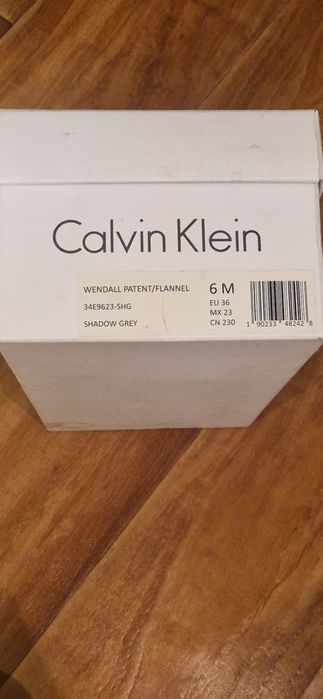 Calvin Klein
WENDALL PATENT/FLANNEL
34E9623-SHG
SHADOW GREY
6 M
EU 36
MX 23
CN 230
1 90233 48242 8